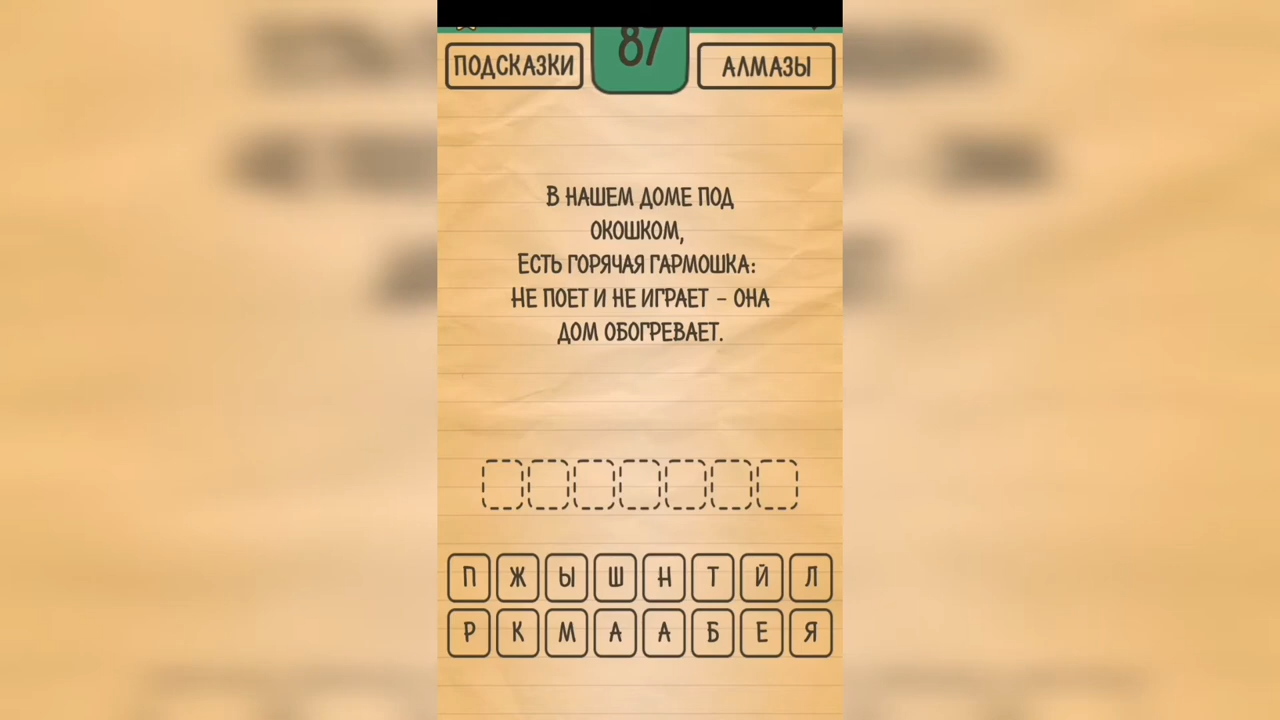 87
ПОДСКАЗКИ
АЛМАЗЫ
В НАШЕМ ДОМЕ ПОД
ОКОШКОМ,
ЕСТЬ ГОРЯЧАЯ ГАРМОШКА:
НЕ ПОЕТ И НЕ ИГРАЕТ - ОНА
ДОМ ОБОГРЕВАЕТ.
П Ж Ы Ш Н Т Й Л
Р К М А А Б Е Я